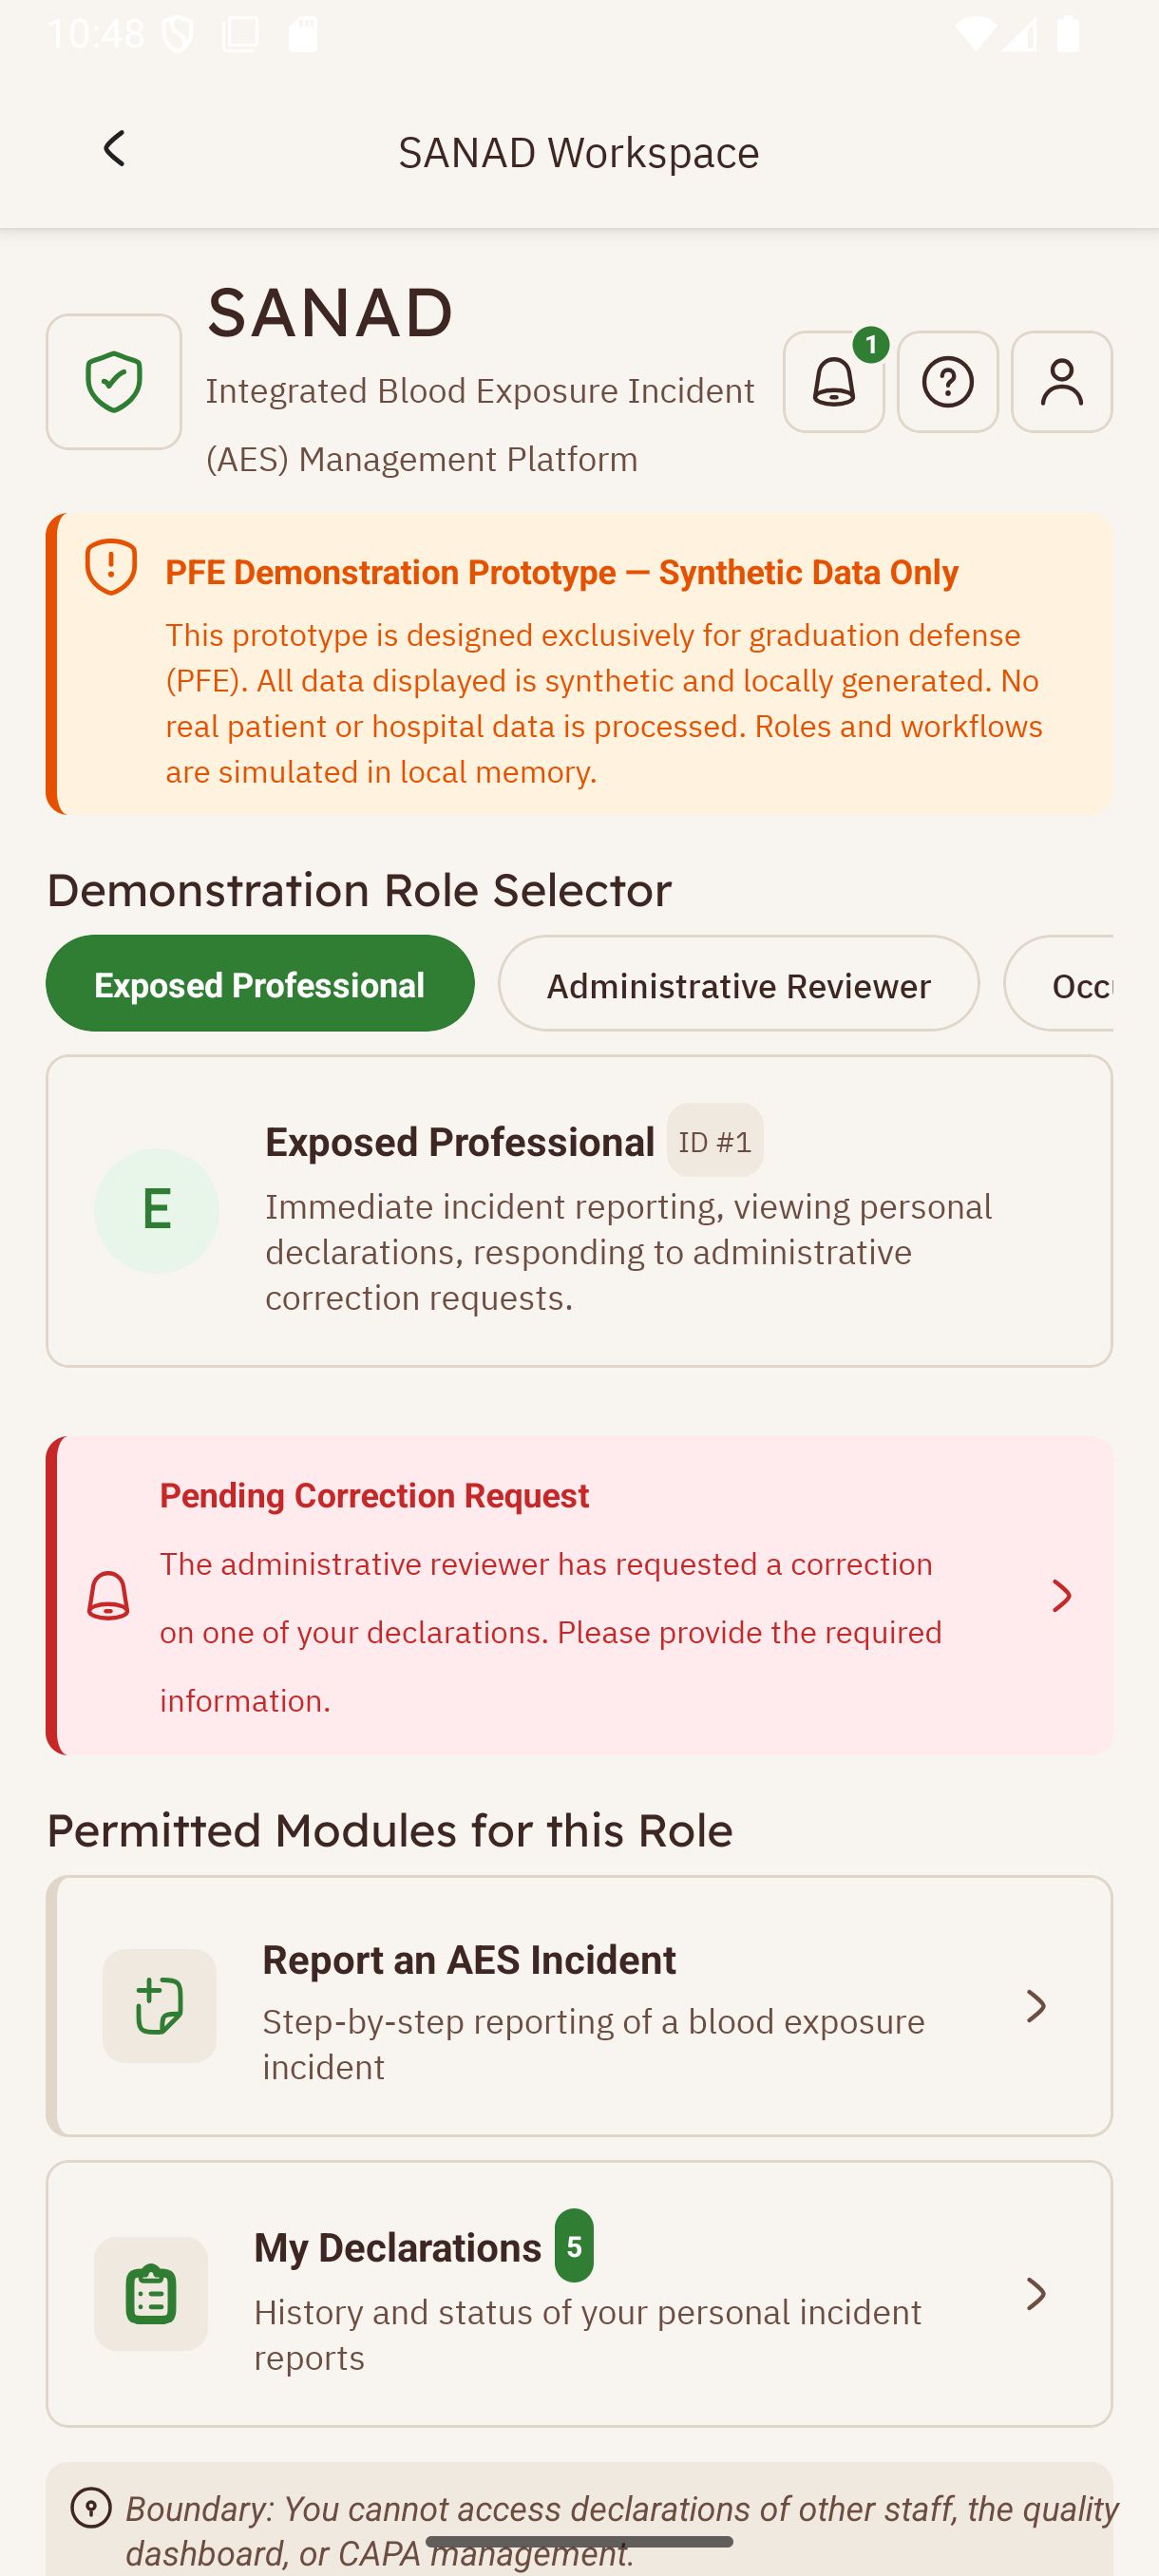 10:48
SANAD Workspace
SANAD
Integrated Blood Exposure Incident
(AES) Management Platform
1
PFE Demonstration Prototype — Synthetic Data Only
This prototype is designed exclusively for graduation defense
(PFE). All data displayed is synthetic and locally generated. No
real patient or hospital data is processed. Roles and workflows
are simulated in local memory.
Demonstration Role Selector
Exposed Professional
Administrative Reviewer
E
Exposed Professional ID #1
Immediate incident reporting, viewing personal
declarations, responding to administrative
correction requests.
Pending Correction Request
The administrative reviewer has requested a correction
on one of your declarations. Please provide the required
information.
Permitted Modules for this Role
Report an AES Incident
Step-by-step reporting of a blood exposure
incident
My Declarations 5
History and status of your personal incident
reports
Boundary: You cannot access declarations of other staff, the quality
dashboard, or CAPA management.